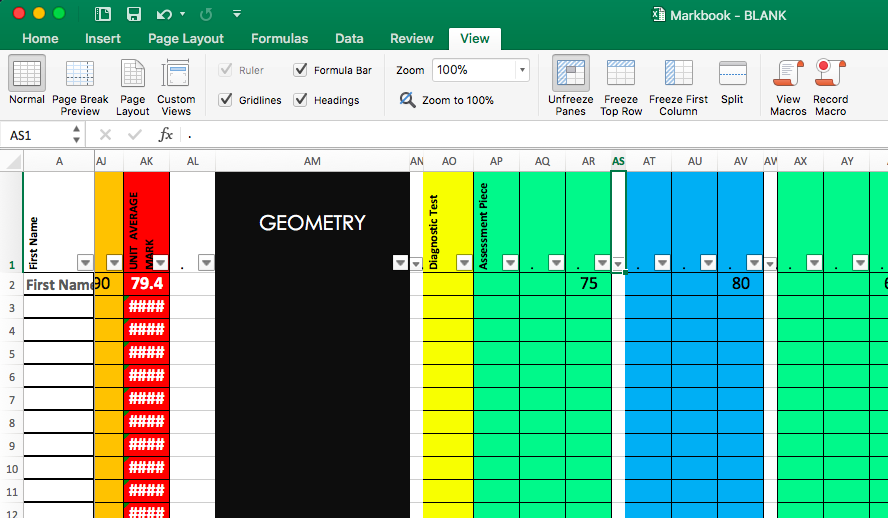 Markbook - BLANK
Home Insert Page Layout Formulas Data Review View
Normal Page Break Preview Page Layout Custom Views
Ruler Formula Bar Zoom 100%
Gridlines Headings Zoom to 100%
Unfreeze Panes Freeze Top Row Freeze First Column Split View Macros Record Macro
AS1 fx .
A AJ AK AL AM AN AO AP AQ AR AS AT AU AV AW AX AY
1 First Name UNIT AVERAGE MARK . GEOMETRY Diagnostic Test Assessment Piece . . . . . . .
2 First Name 90 79.4 75 80
3 ####
4 ####
5 ####
6 ####
7 ####
8 ####
9 ####
10 ####
11 ####
12 ####